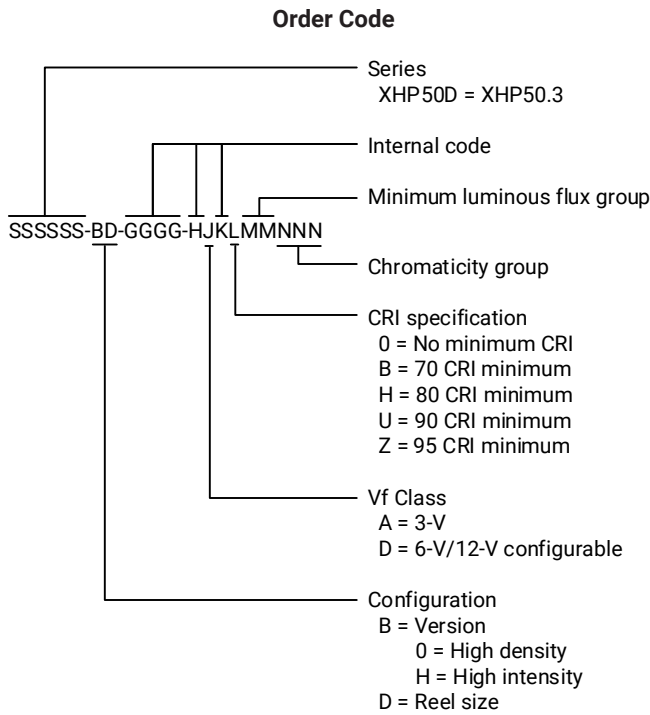 Order Code
Series
XHP50D = XHP50.3
Internal code
Minimum luminous flux group
SSSSSS-BD-GGGG-HJKLMMNNN
Chromaticity group
CRI specification
0 = No minimum CRI
B = 70 CRI minimum
H = 80 CRI minimum
U = 90 CRI minimum
Z = 95 CRI minimum
Vf Class
A = 3-V
D = 6-V/12-V configurable
Configuration
B = Version
0 = High density
H = High intensity
D = Reel size